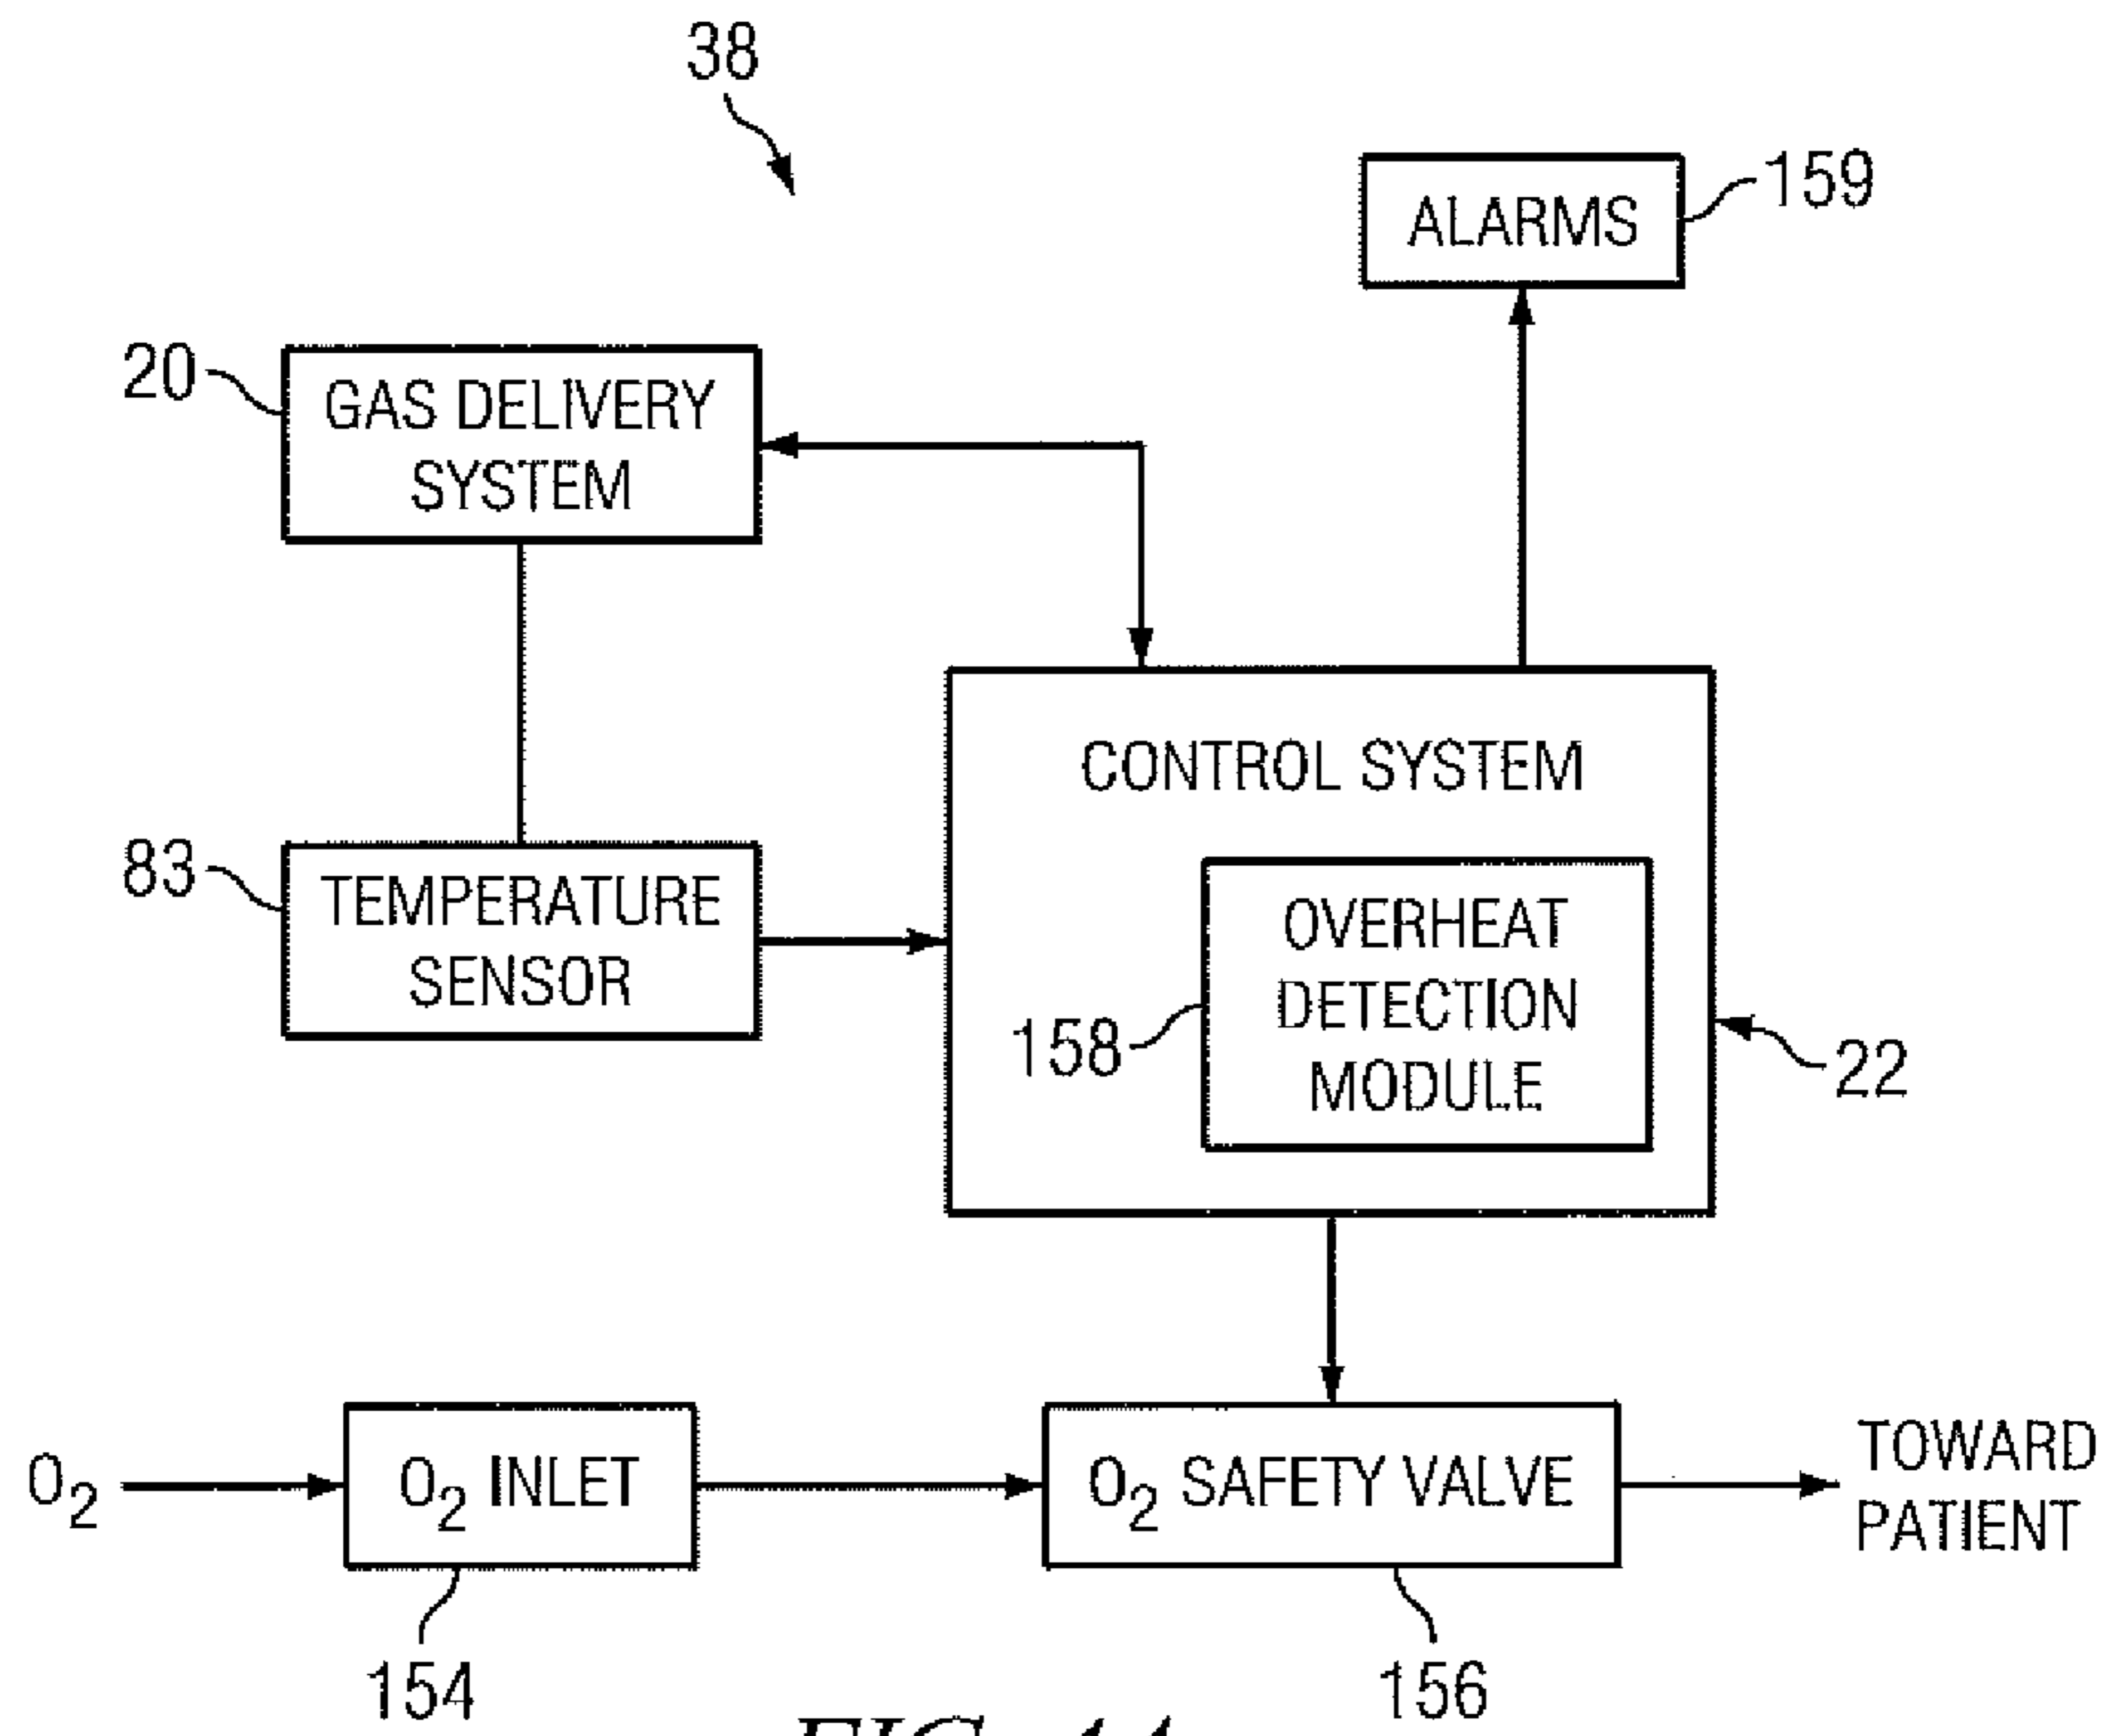 38
ALARMS
159
20
GAS DELIVERY
SYSTEM
CONTROL SYSTEM
83
TEMPERATURE
SENSOR
OVERHEAT
DETECTION
MODULE
158
22
O2
O2 INLET
O2 SAFETY VALVE
TOWARD
PATIENT
154
156